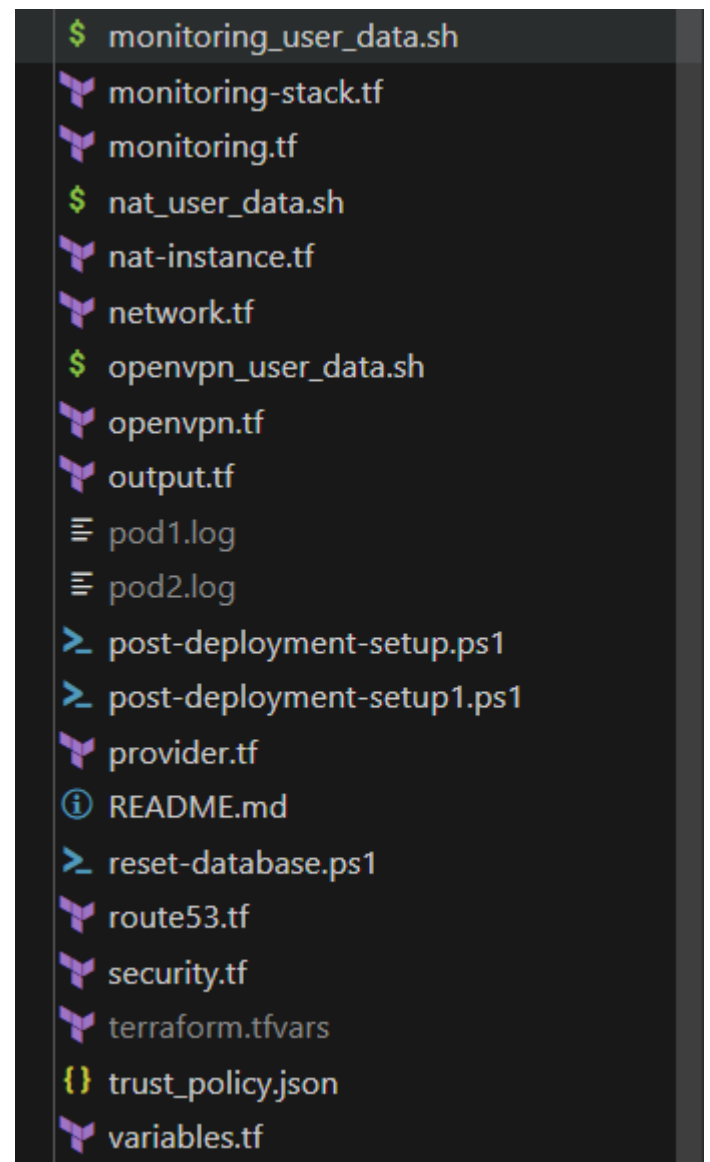 $ monitoring_user_data.sh
monitoring-stack.tf
monitoring.tf
$ nat_user_data.sh
nat-instance.tf
network.tf
$ openvpn_user_data.sh
openvpn.tf
output.tf
pod1.log
pod2.log
post-deployment-setup.ps1
post-deployment-setup1.ps1
provider.tf
README.md
reset-database.ps1
route53.tf
security.tf
terraform.tfvars
{} trust_policy.json
variables.tf